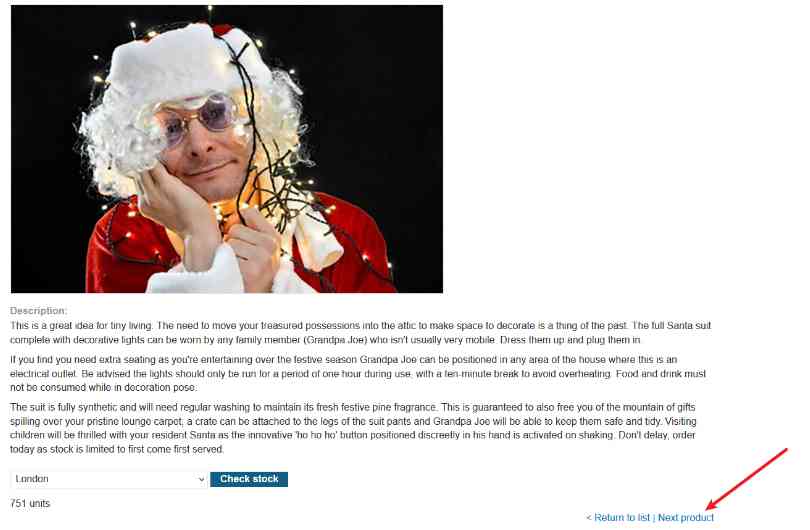 Description:
This is a great idea for tiny living. The need to move your treasured possessions into the attic to make space to decorate is a thing of the past. The full Santa suit
complete with decorative lights can be worn by any family member (Grandpa Joe) who isn't usually very mobile. Dress them up and plug them in.
If you find you need extra seating as you're entertaining over the festive season Grandpa Joe can be positioned in any area of the house where this is an
electrical outlet. Be advised the lights should only be run for a period of one hour during use, with a ten-minute break to avoid overheating. Food and drink must
not be consumed while in decoration pose.
The suit is fully synthetic and will need regular washing to maintain its fresh festive pine fragrance. This is guaranteed to also free you of the mountain of gifts
spilling over your pristine lounge carpet, a crate can be attached to the legs of the suit pants and Grandpa Joe will be able to keep them safe and tidy. Visiting
children will be thrilled with your resident Santa as the innovative 'ho ho ho' button positioned discreetly in his hand is activated on shaking. Don't delay, order
today as stock is limited to first come first served.
London Check stock
751 units
< Return to list | Next product